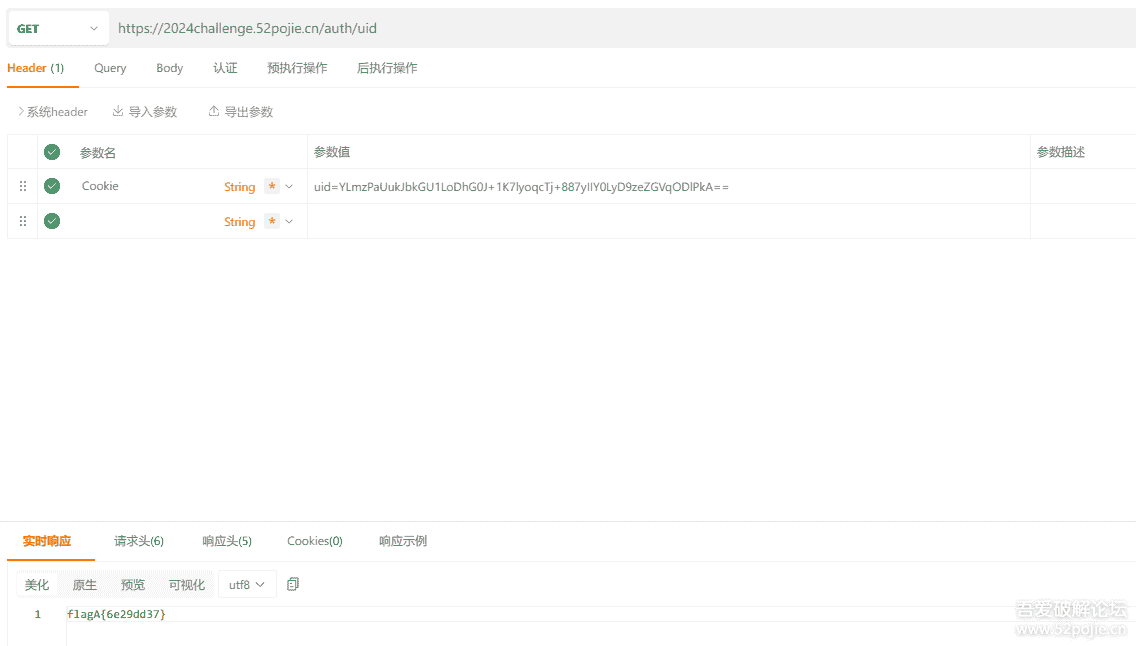 GET https://2024challenge.52pojie.cn/auth/uid
Header (1) Query Body 认证 预执行操作 后执行操作
系统header 导入参数 导出参数
参数名 参数值 参数描述
Cookie String * uid=YLmzPaUukJbkGU1LoDhG0J+1K7lyoqcTj+887yIlY0LyD9zeZGVqODlPkA==
String *
实时响应 请求头(6) 响应头(5) Cookies(0) 响应示例
美化 原生 预览 可视化 utf8
1 flagA{6e29dd37}
吾爱破解论坛
www.52pojie.cn